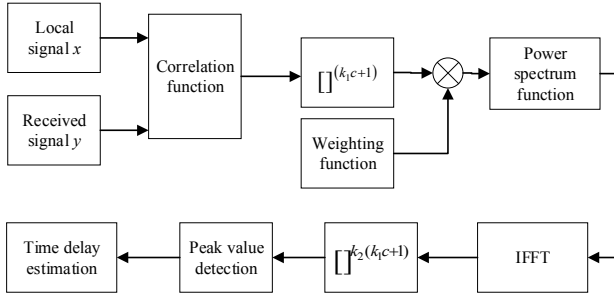 Local
signal x
Received
signal y
Correlation
function
[](k₁c+1)
Weighting
function
Power
spectrum
function
Time delay
estimation
Peak value
detection
[]k₂(k₁c+1)
IFFT